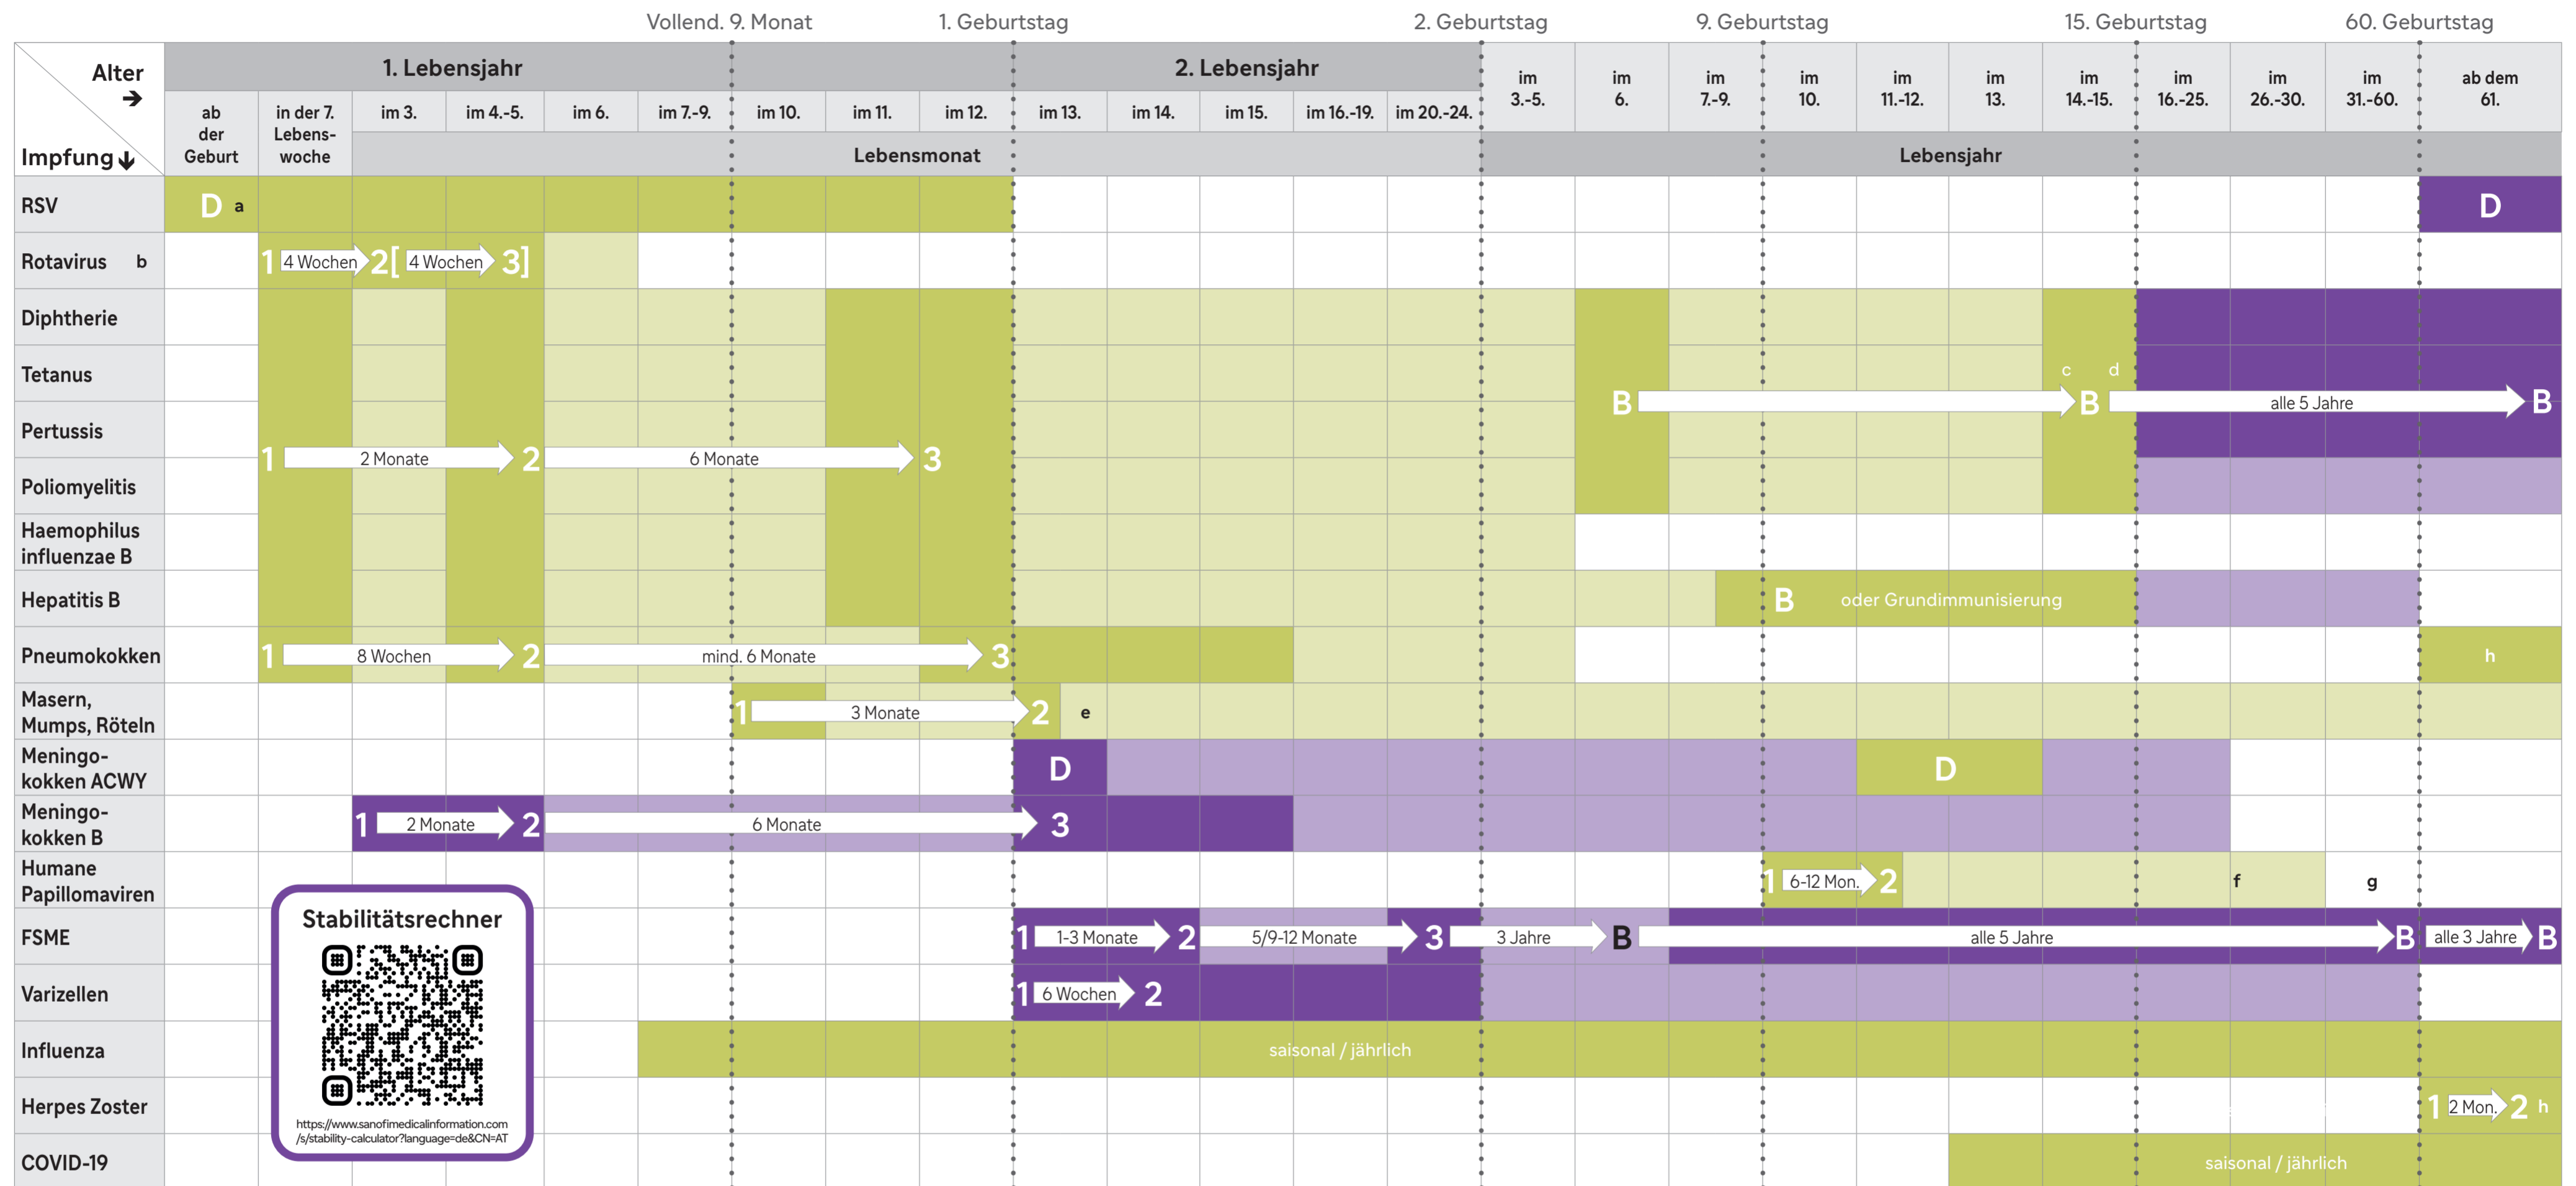 Vollend. 9. Monat 1. Geburtstag 2. Geburtstag 9. Geburtstag 15. Geburtstag 60. Geburtstag
Alter
Impfung
1. Lebensjahr 2. Lebensjahr
ab der Geburt
in der 7. Lebens-woche
im 3. im 4.-5. im 6. im 7.-9. im 10. im 11. im 12. im 13. im 14. im 15. im 16.-19. im 20.-24.
im 3.-5. im 6. im 7.-9. im 10. im 11.-12. im 13. im 14.-15. im 16.-25. im 26.-30. im 31.-60. ab dem 61.
Lebensmonat Lebensjahr
RSV D a D
Rotavirus b 1 4 Wochen 2[ 4 Wochen 3]
Diphtherie
Tetanus c d
B B alle 5 Jahre B
Pertussis
1 2 Monate 2 6 Monate 3
Poliomyelitis
Haemophilus
influenzae B
Hepatitis B B oder Grundimmunisierung
Pneumokokken 1 8 Wochen 2 mind. 6 Monate 3 h
Masern,
Mumps, Röteln 1 3 Monate 2 e
Meningo-
kokken ACWY D D
Meningo-
kokken B 1 2 Monate 2 6 Monate 3
Humane
Papillomaviren 1 6-12 Mon. 2 f g
FSME 1 1-3 Monate 2 5/9-12 Monate 3 3 Jahre B alle 5 Jahre B alle 3 Jahre B
Varizellen 1 6 Wochen 2
Influenza saisonal / jährlich
Herpes Zoster 1 2 Mon. 2 h
COVID-19 saisonal / jährlich
Stabilitätsrechner
https://www.sanofimedicalinformation.com
/s/stability-calculator?language=de&CN=AT